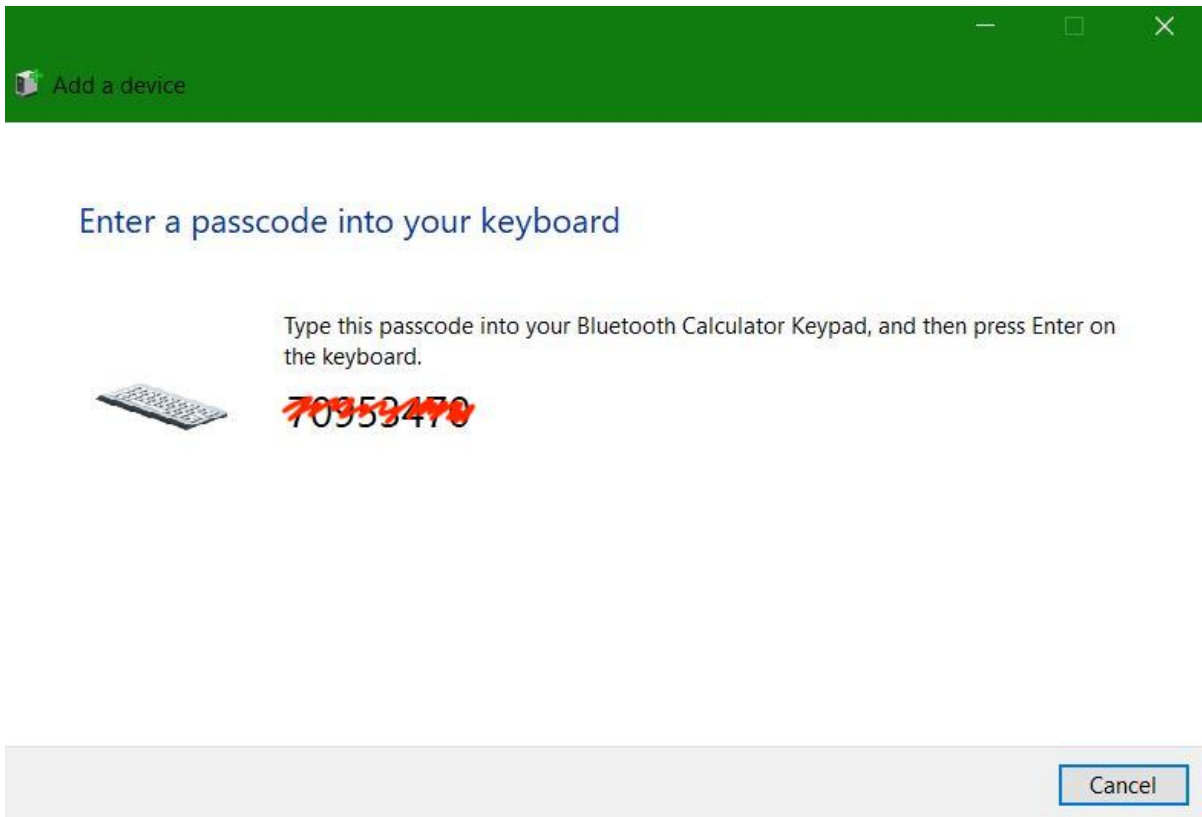 Add a device
Enter a passcode into your keyboard
Type this passcode into your Bluetooth Calculator Keypad, and then press Enter on
the keyboard.
Cancel